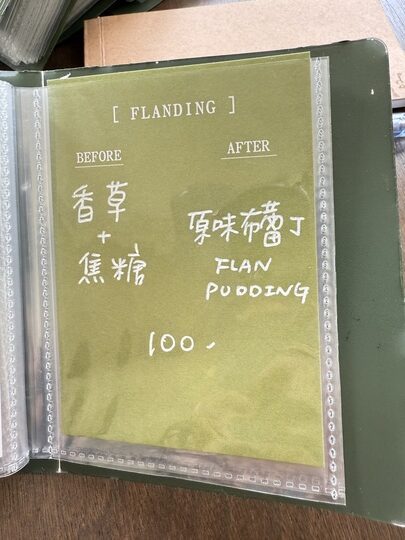 [ FLANDING ]
BEFORE
香草
+
焦糖
AFTER
原味布蕾丁
FLAN
PUDDING
100.